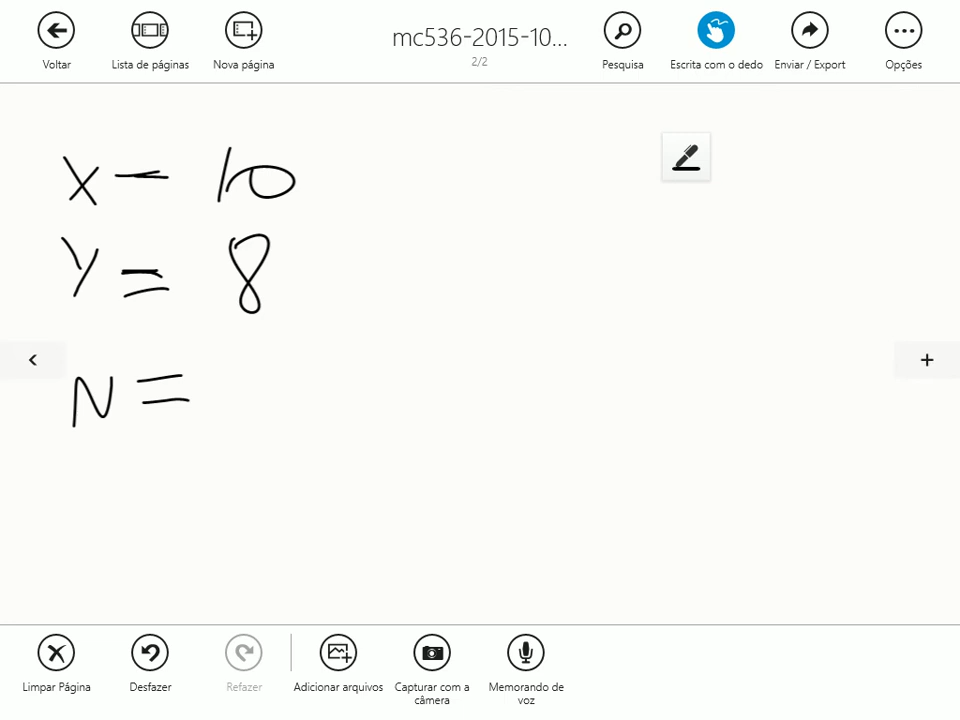 Voltar
Lista de páginas
Nova página
mc536-2015-10...
2/2
Pesquisa
Escrita com o dedo
Enviar / Export
Opções
X - 10
Y = 8
N =
Limpar Página
Desfazer
Refazer
Adicionar arquivos
Capturar com a
câmera
Memorando de
voz